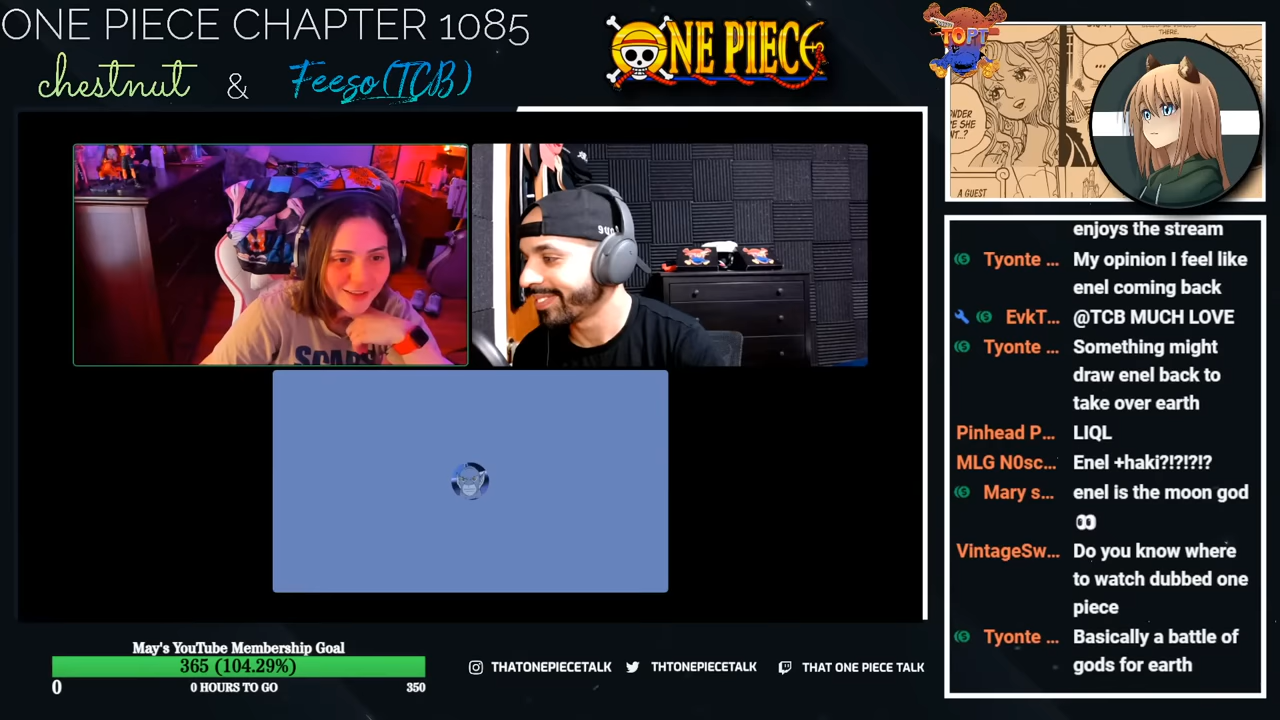 ONE PIECE CHAPTER 1085
chestnut & Feeso(TCB)
ONE PIECE
TOPT
THERE.
...
A GUEST
enjoys the stream
Tyonte ... My opinion I feel like
enel coming back
EvkT... @TCB MUCH LOVE
Tyonte ... Something might
draw enel back to
take over earth
Pinhead P... LIQL
MLG N0sc... Enel +haki?!?!?!?
Mary s... enel is the moon god
👀
VintageSw... Do you know where
to watch dubbed one
piece
Tyonte ... Basically a battle of
gods for earth
May's YouTube Membership Goal
365 (104.29%)
0 0 HOURS TO GO 350
THATONEPIECETALK THTONEPIECETALK THAT ONE PIECE TALK